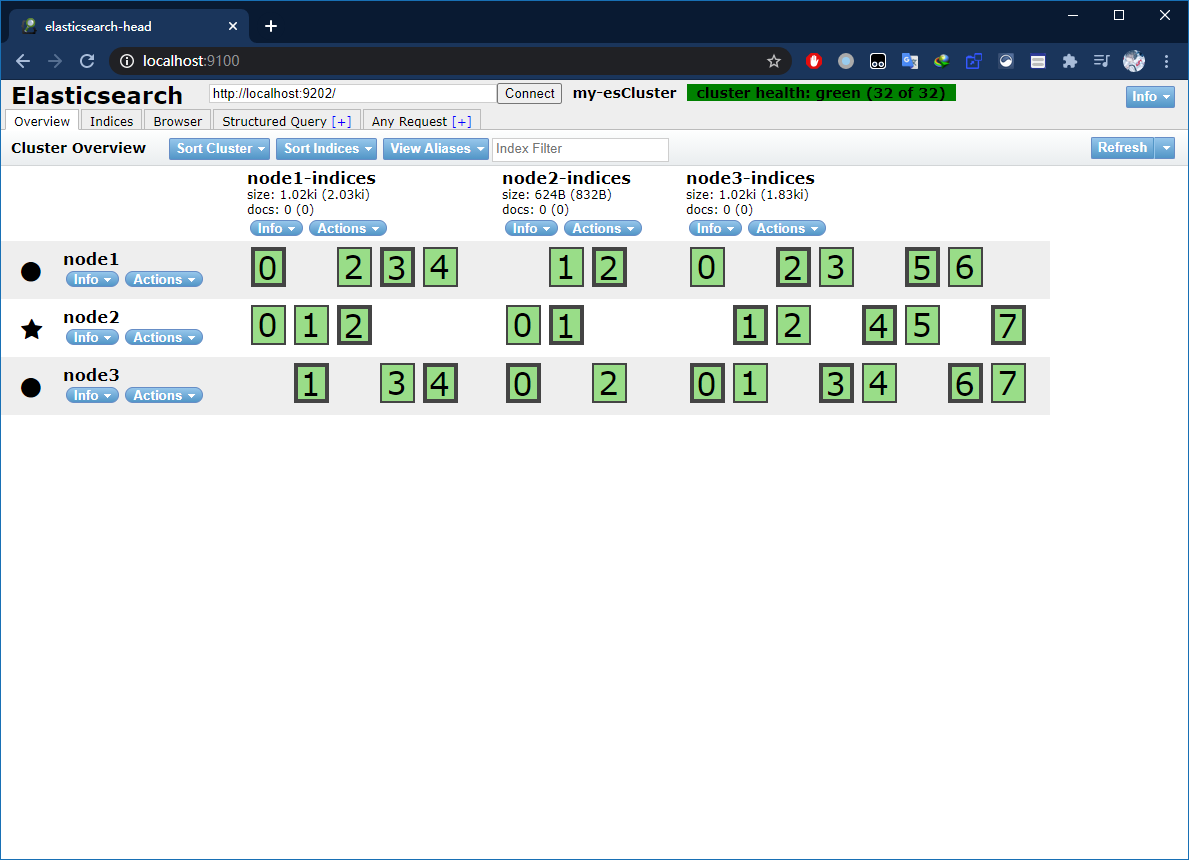 elasticsearch-head
localhost:9100
Elasticsearch http://localhost:9202/ Connect my-esCluster cluster health: green (32 of 32) Info
Overview Indices Browser Structured Query [+] Any Request [+]
Cluster Overview Sort Cluster Sort Indices View Aliases Index Filter Refresh
node1-indices node2-indices node3-indices
size: 1.02ki (2.03ki) size: 624B (832B) size: 1.02ki (1.83ki)
docs: 0 (0) docs: 0 (0) docs: 0 (0)
Info Actions Info Actions Info Actions
node1 0 2 3 4 1 2 0 2 3 5 6
Info Actions
node2 0 1 2 0 1 1 2 4 5 7
Info Actions
node3 1 3 4 0 2 0 1 3 4 6 7
Info Actions